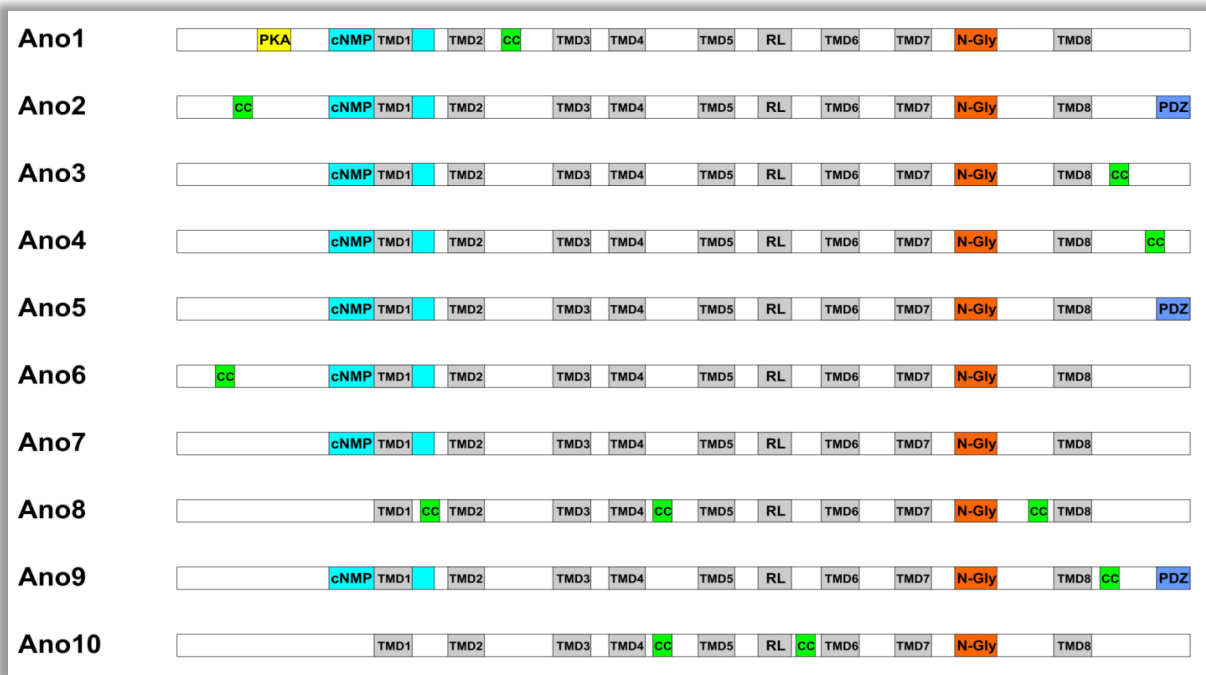 Ano1 PKA cNMP TMD1 TMD2 CC TMD3 TMD4 TMD5 RL TMD6 TMD7 N-Gly TMD8
Ano2 CC cNMP TMD1 TMD2 TMD3 TMD4 TMD5 RL TMD6 TMD7 N-Gly TMD8 PDZ
Ano3 cNMP TMD1 TMD2 TMD3 TMD4 TMD5 RL TMD6 TMD7 N-Gly TMD8 CC
Ano4 cNMP TMD1 TMD2 TMD3 TMD4 TMD5 RL TMD6 TMD7 N-Gly TMD8 CC
Ano5 cNMP TMD1 TMD2 TMD3 TMD4 TMD5 RL TMD6 TMD7 N-Gly TMD8 PDZ
Ano6 CC cNMP TMD1 TMD2 TMD3 TMD4 TMD5 RL TMD6 TMD7 N-Gly TMD8
Ano7 cNMP TMD1 TMD2 TMD3 TMD4 TMD5 RL TMD6 TMD7 N-Gly TMD8
Ano8 TMD1 CC TMD2 TMD3 TMD4 CC TMD5 RL TMD6 TMD7 N-Gly CC TMD8
Ano9 cNMP TMD1 TMD2 TMD3 TMD4 TMD5 RL TMD6 TMD7 N-Gly TMD8 CC PDZ
Ano10 TMD1 TMD2 TMD3 TMD4 CC TMD5 RL CC TMD6 TMD7 N-Gly TMD8